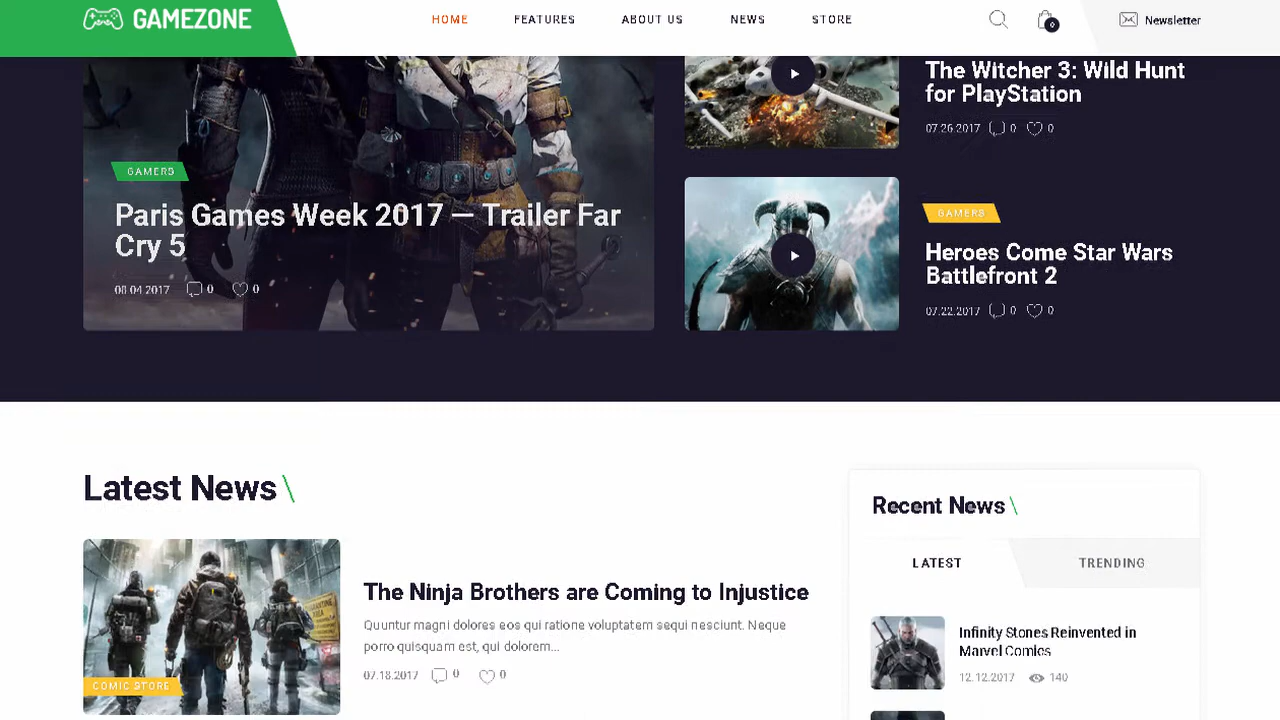 GAMEZONE
HOME FEATURES ABOUT US NEWS STORE
0
Newsletter
GAMERS
Paris Games Week 2017 — Trailer Far
Cry 5
08.04.2017 0 0
The Witcher 3: Wild Hunt
for PlayStation
07.26.2017 0 0
GAMERS
Heroes Come Star Wars
Battlefront 2
07.22.2017 0 0
Latest News \
COMIC STORE
The Ninja Brothers are Coming to Injustice
Quuntur magni dolores eos qui ratione voluptatem sequi nesciunt. Neque
porro quisquam est, qui dolorem...
07.18.2017 0 0
Recent News \
LATEST TRENDING
Infinity Stones Reinvented in
Marvel Comics
12.12.2017 140